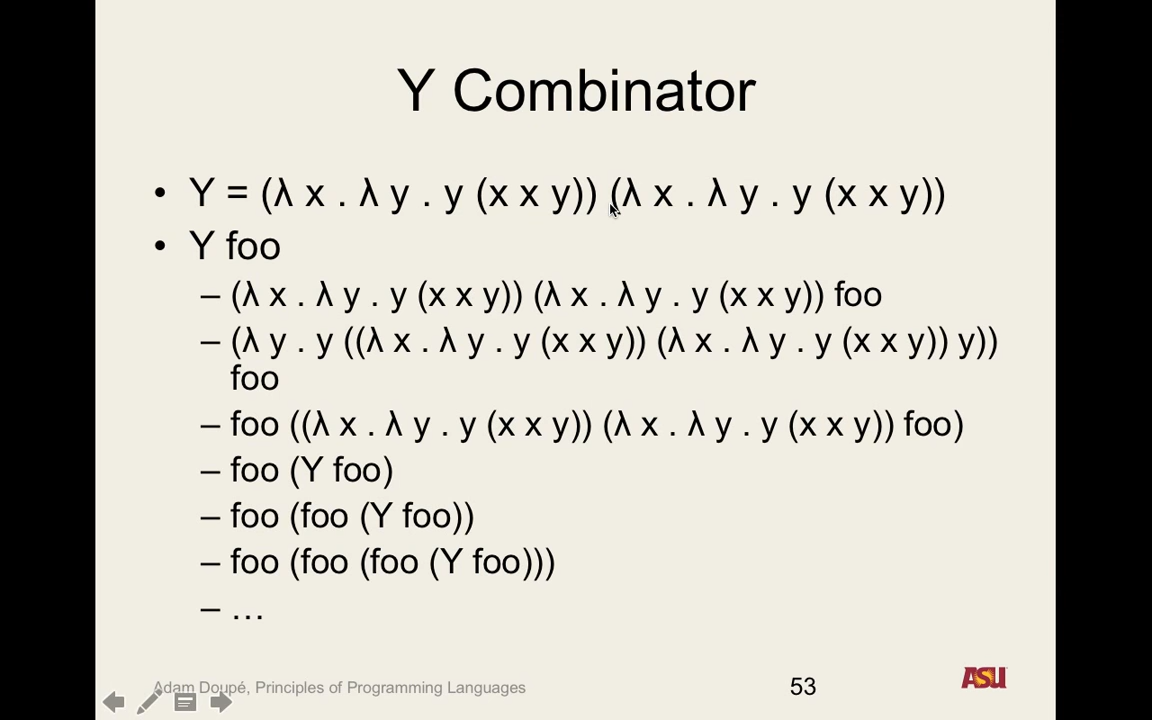 Y Combinator
• Y = (λ x . λ y . y (x x y)) (λ x . λ y . y (x x y))
• Y foo
– (λ x . λ y . y (x x y)) (λ x . λ y . y (x x y)) foo
– (λ y . y ((λ x . λ y . y (x x y)) (λ x . λ y . y (x x y)) y))
foo
– foo ((λ x . λ y . y (x x y)) (λ x . λ y . y (x x y)) foo)
– foo (Y foo)
– foo (foo (Y foo))
– foo (foo (foo (Y foo)))
– …
Adam Doupé, Principles of Programming Languages
53
ASU